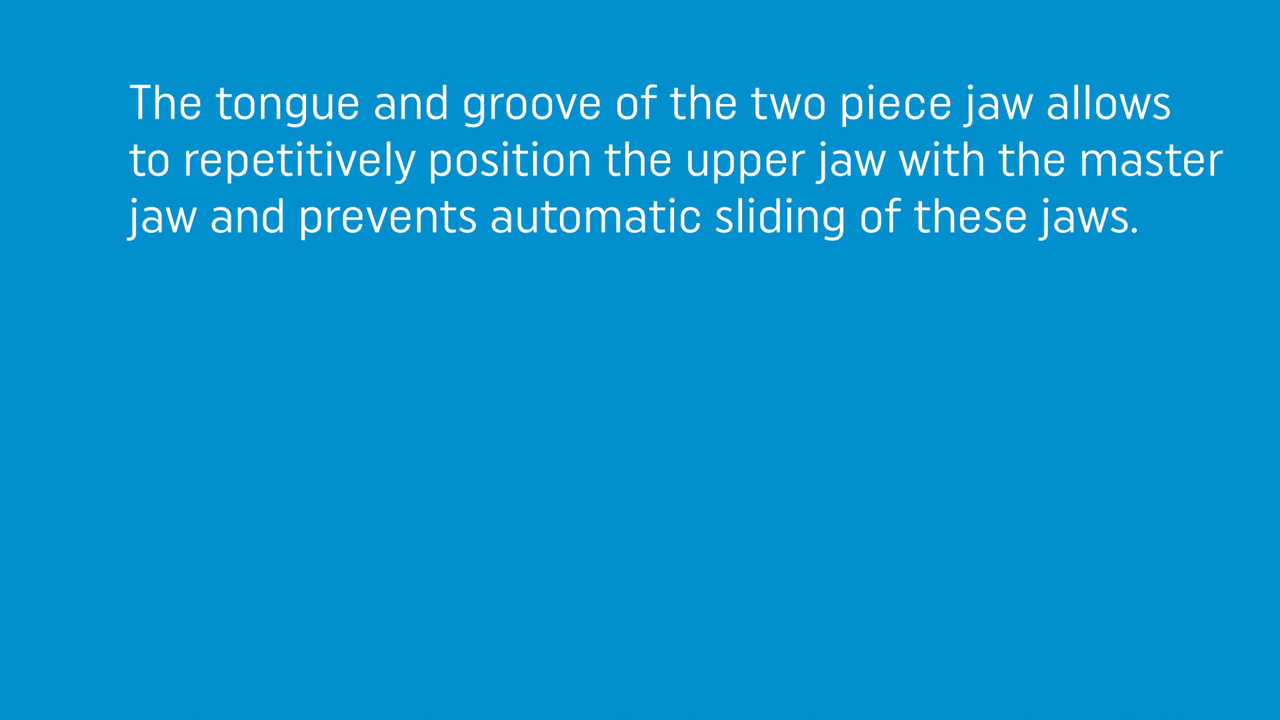 The tongue and groove of the two piece jaw allows
to repetitively position the upper jaw with the master
jaw and prevents automatic sliding of these jaws.